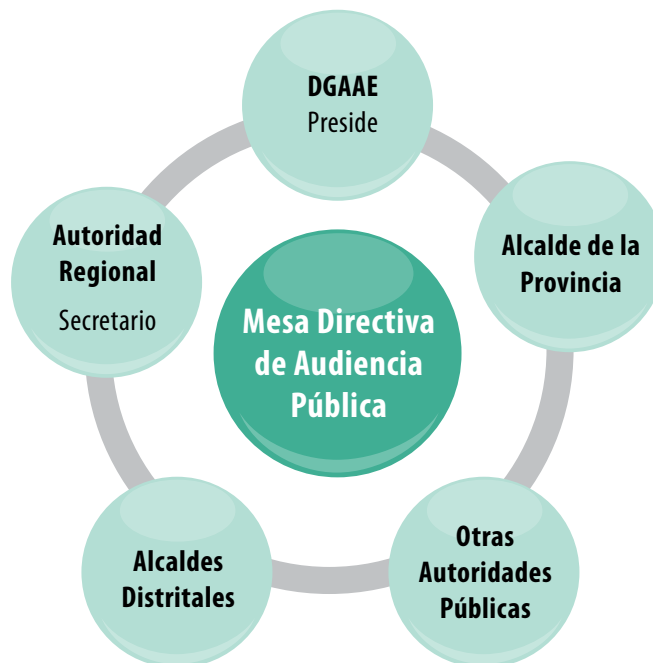 DGAAE
Preside
Autoridad
Regional
Secretario
Alcalde de la
Provincia
Mesa Directiva
de Audiencia
Pública
Alcaldes
Distritales
Otras
Autoridades
Públicas